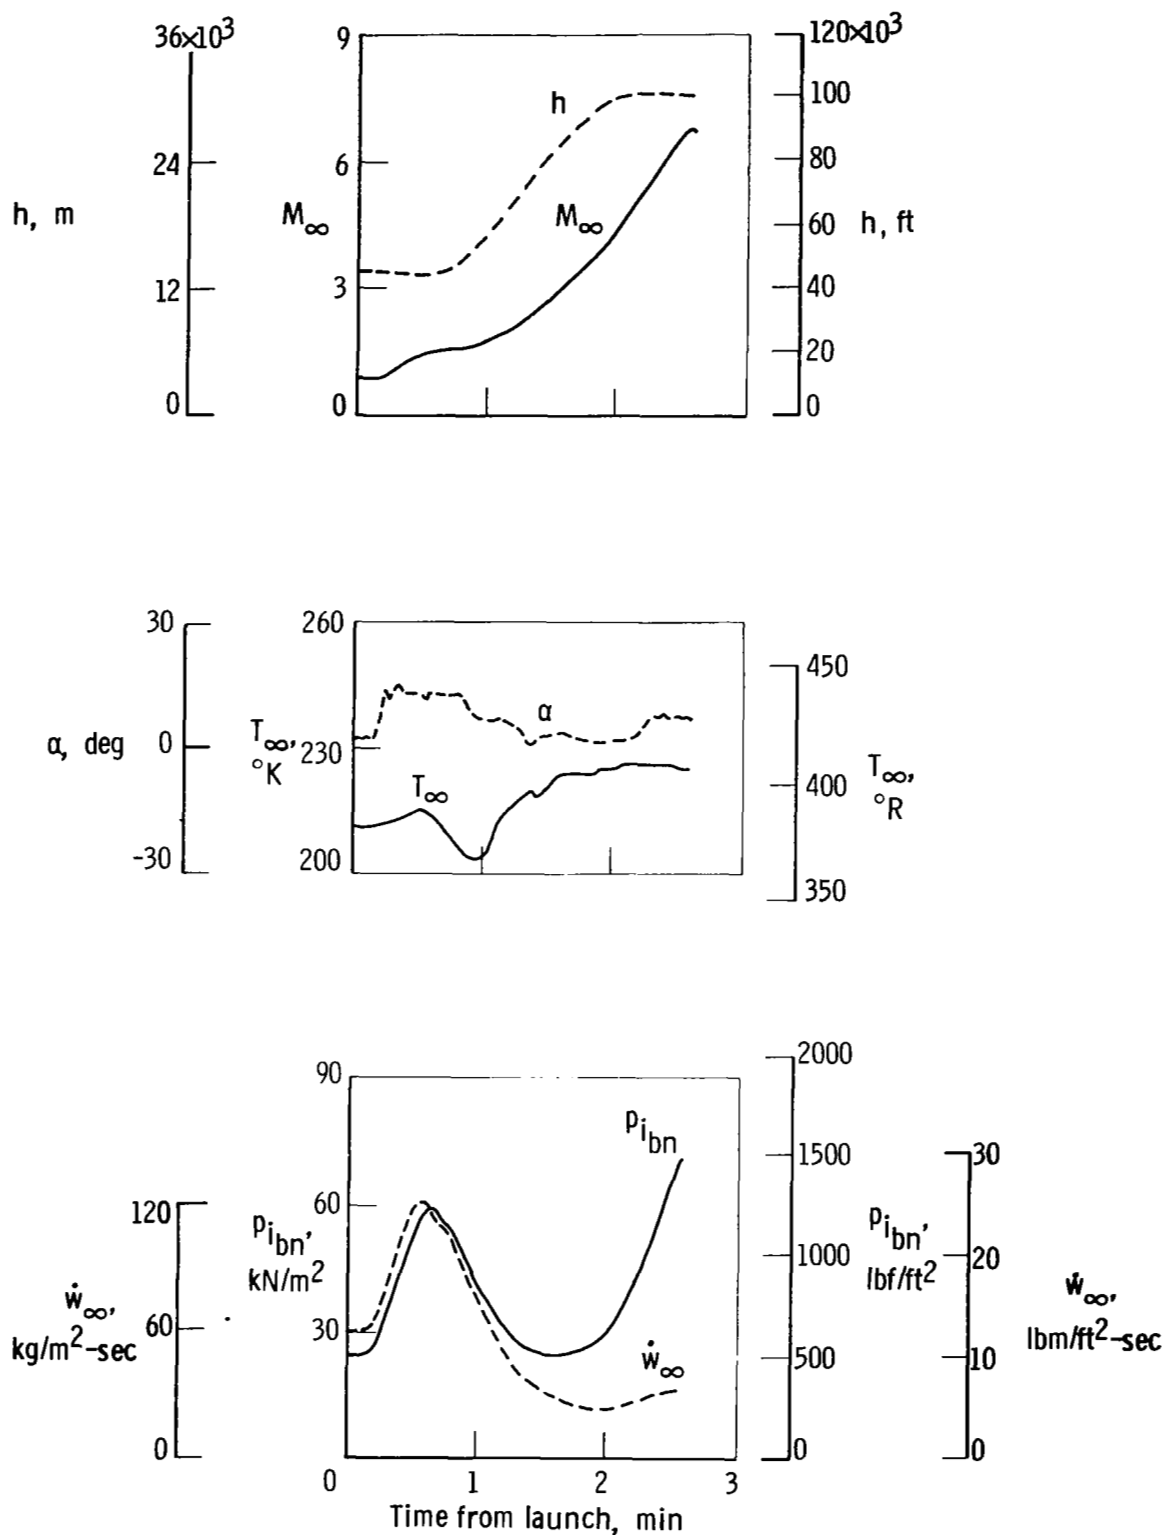 36×10³ 9 120×10³
h 100
24 6 80
h, m M∞ M∞ 60 h, ft
12 3 40
20
0 0 0
30 260
450
α
α, deg 0 T∞, 230
°K 400 T∞,
T∞ °R
-30 200
350
2000
90
p_i_bn 1500 30
120 p_i_bn, 60 p_i_bn,
kN/m² 1000 lbf/ft² 20
ẇ∞, ẇ∞,
kg/m²-sec 60 30 lbm/ft²-sec
ẇ∞ 500 10
0 0 0
0 1 2 3
Time from launch, min